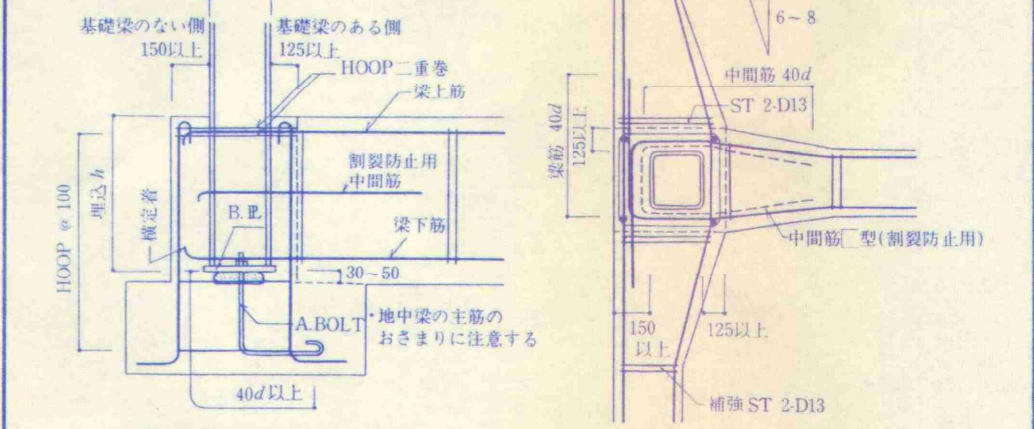 基礎梁のない側
150以上
基礎梁のある側
125以上
HOOP二重巻
梁上筋
割裂防止用
中間筋
B.PL
梁下筋
HOOP @ 100
埋込h
横定着
30~50
A.BOLT
・地中梁の主筋の
おさまりに注意する
40d以上
6~8
中間筋 40d
ST 2-D13
梁筋 40d
125以上
中間筋 型(割裂防止用)
150
以上
125以上
補強 ST 2-D13